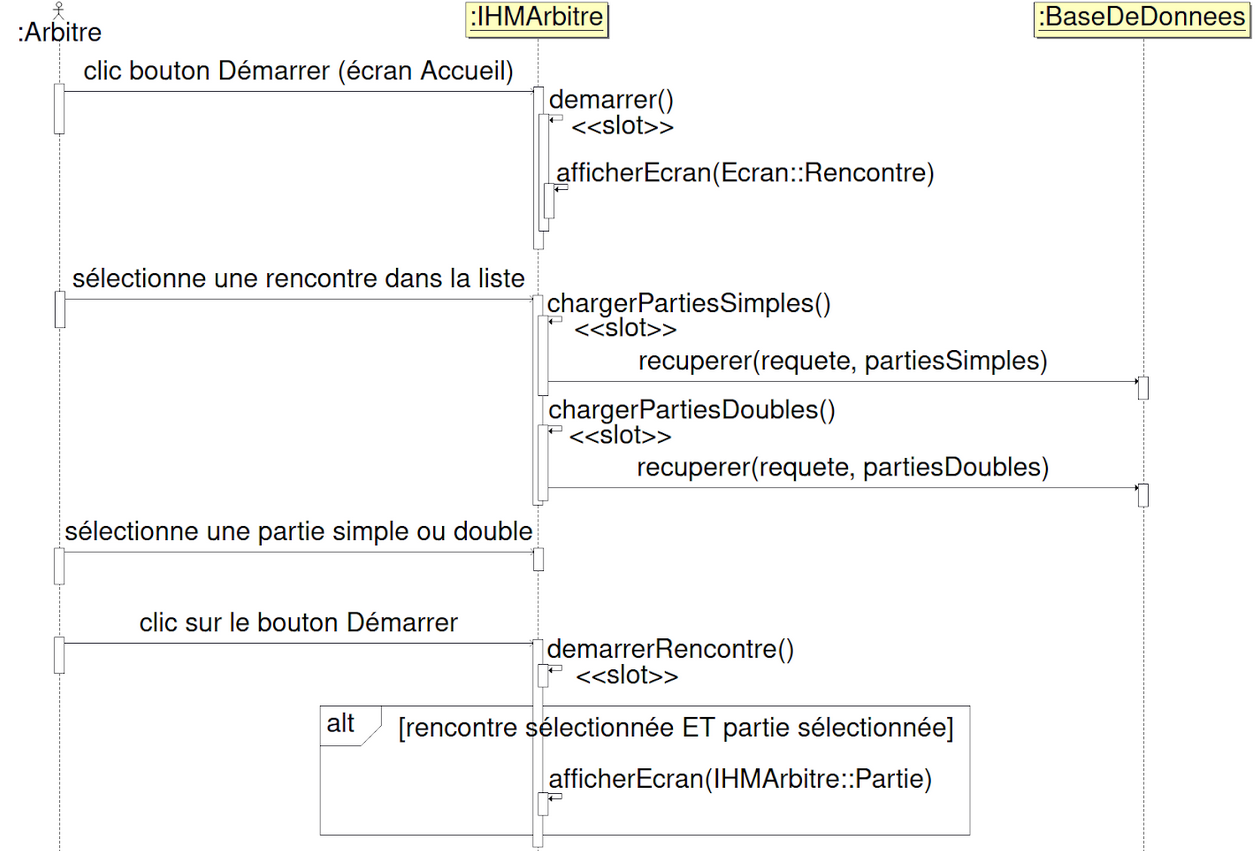 :Arbitre
:IHMArbitre
:BaseDeDonnees
clic bouton Démarrer (écran Accueil)
demarrer()
<<slot>>
afficherEcran(Ecran::Rencontre)
sélectionne une rencontre dans la liste
chargerPartiesSimples()
<<slot>>
recuperer(requete, partiesSimples)
chargerPartiesDoubles()
<<slot>>
recuperer(requete, partiesDoubles)
sélectionne une partie simple ou double
clic sur le bouton Démarrer
demarrerRencontre()
<<slot>>
alt
[rencontre sélectionnée ET partie sélectionnée]
afficherEcran(IHMArbitre::Partie)